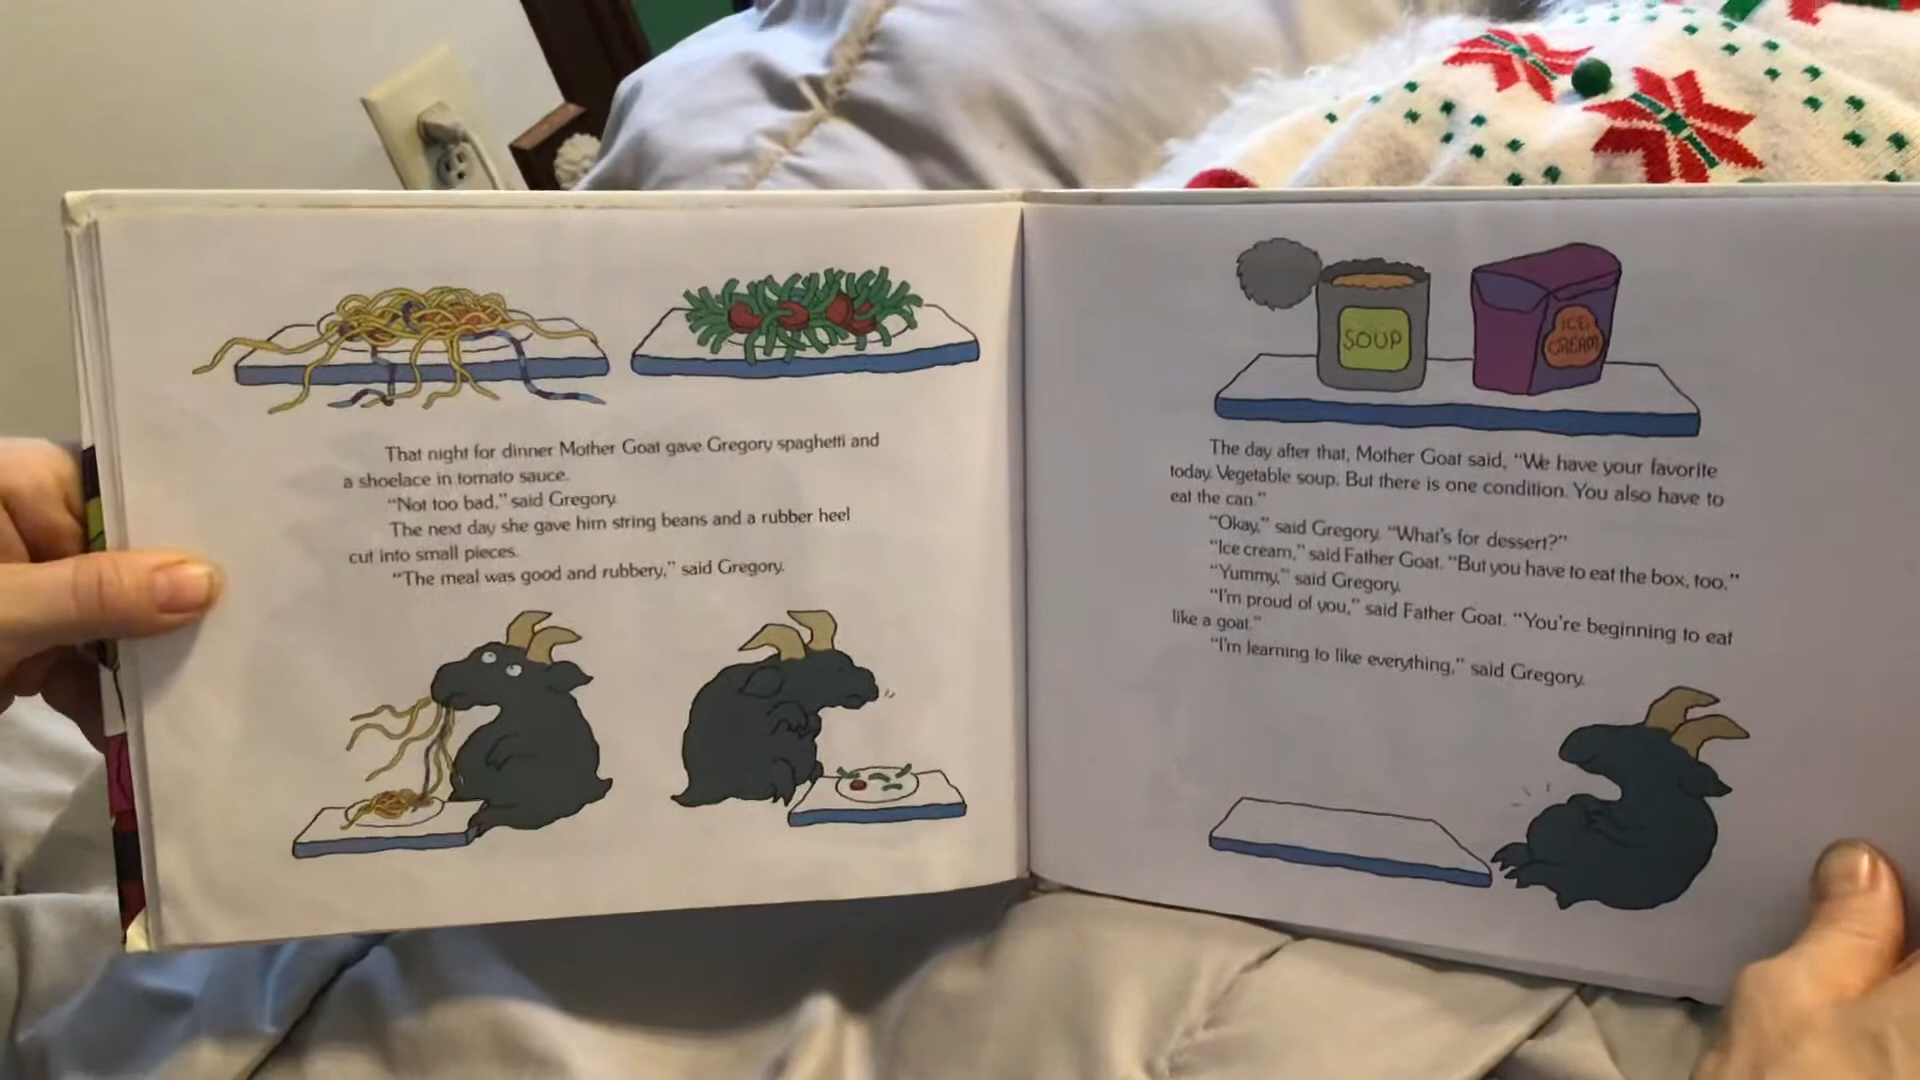 That night for dinner Mother Goat gave Gregory spaghetti and
a shoelace in tomato sauce.
“Not too bad,” said Gregory.
The next day she gave him string beans and a rubber heel
cut into small pieces.
“The meal was good and rubbery,” said Gregory.
SOUP
ICE
CREAM
The day after that, Mother Goat said, “We have your favorite
today. Vegetable soup. But there is one condition. You also have to
eat the can.”
“Okay,” said Gregory. “What's for dessert?”
“Ice cream,” said Father Goat. “But you have to eat the box, too.”
“Yummy,” said Gregory.
“I'm proud of you,” said Father Goat. “You're beginning to eat
like a goat.”
“I'm learning to like everything,” said Gregory.